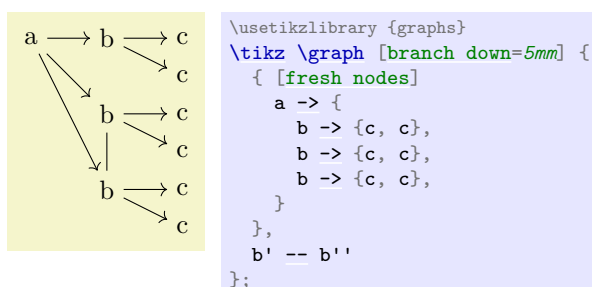 a b c
c
b c
c
b c
c
\usetikzlibrary {graphs}
\tikz \graph [branch down=5mm] {
{ [fresh nodes]
a -> {
b -> {c, c},
b -> {c, c},
b -> {c, c},
}
},
b' -- b''
};